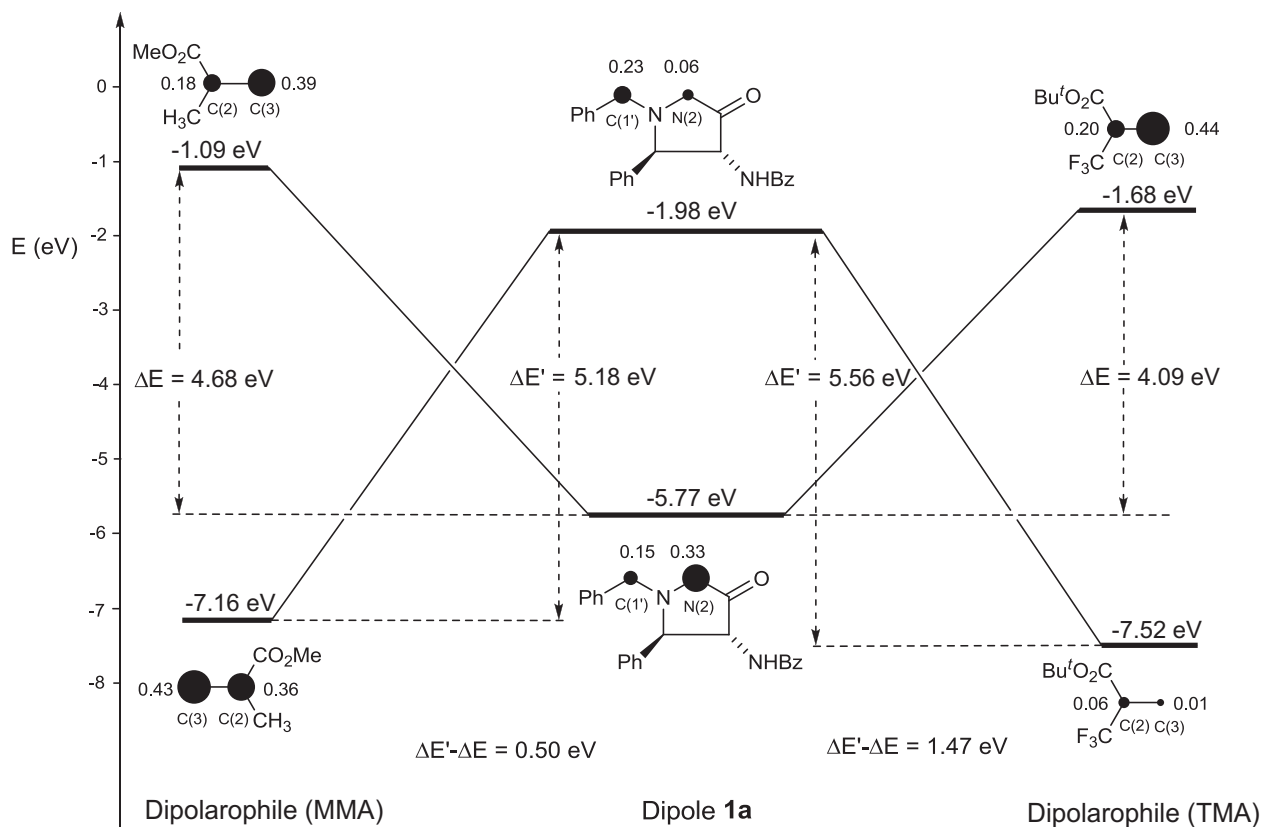 MeO₂C
0.18
0.39
C(2)
C(3)
H₃C
-1.09 eV
0.23
0.06
Ph
C(1')
N
N(2)
O
Ph
NHBz
-1.98 eV
BuᵗO₂C
0.20
0.44
F₃C
C(2)
C(3)
-1.68 eV
E (eV)
0
-1
-2
-3
-4
-5
-6
-7
-8
ΔE = 4.68 eV
ΔE' = 5.18 eV
ΔE' = 5.56 eV
ΔE = 4.09 eV
-5.77 eV
0.15
0.33
Ph
C(1')
N
N(2)
O
Ph
NHBz
-7.16 eV
CO₂Me
0.43
0.36
C(3)
C(2)
CH₃
-7.52 eV
BuᵗO₂C
0.06
0.01
F₃C
C(2)
C(3)
ΔE'-ΔE = 0.50 eV
ΔE'-ΔE = 1.47 eV
Dipolarophile (MMA)
Dipole 1a
Dipolarophile (TMA)